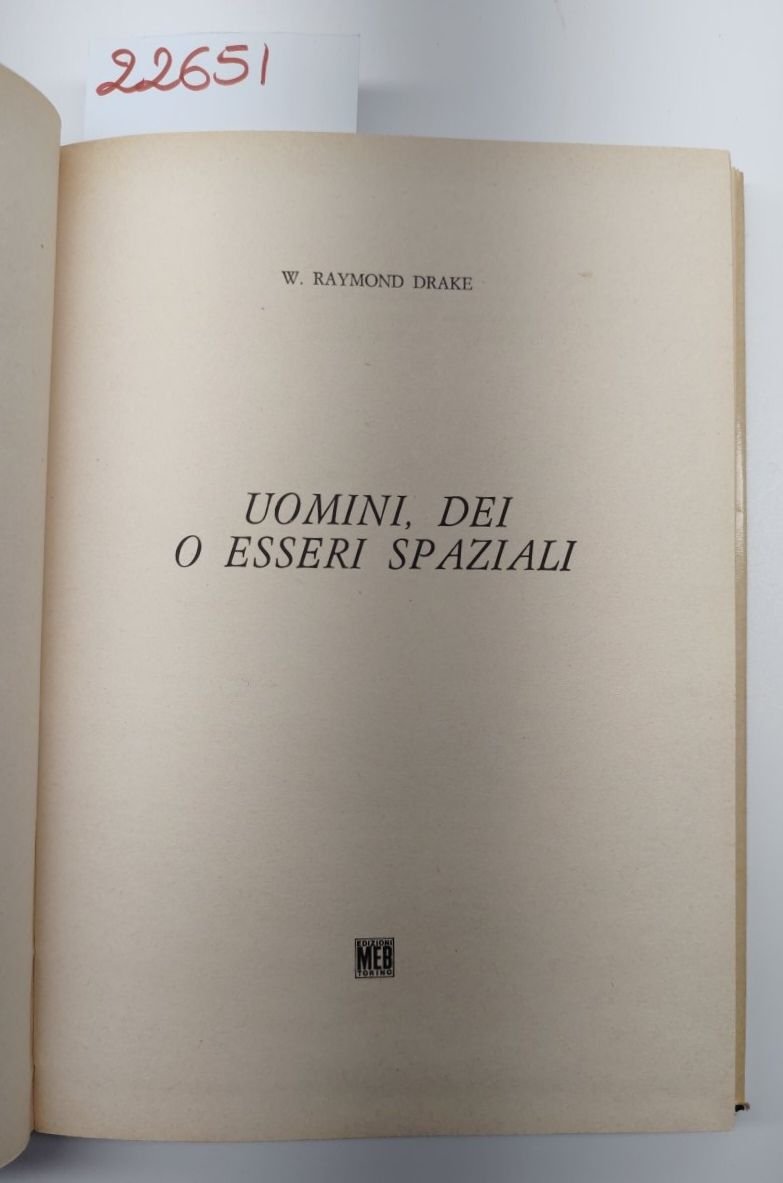 22651
W. RAYMOND DRAKE
UOMINI, DEI
O ESSERI SPAZIALI
EDIZIONI
MEB
TORINO